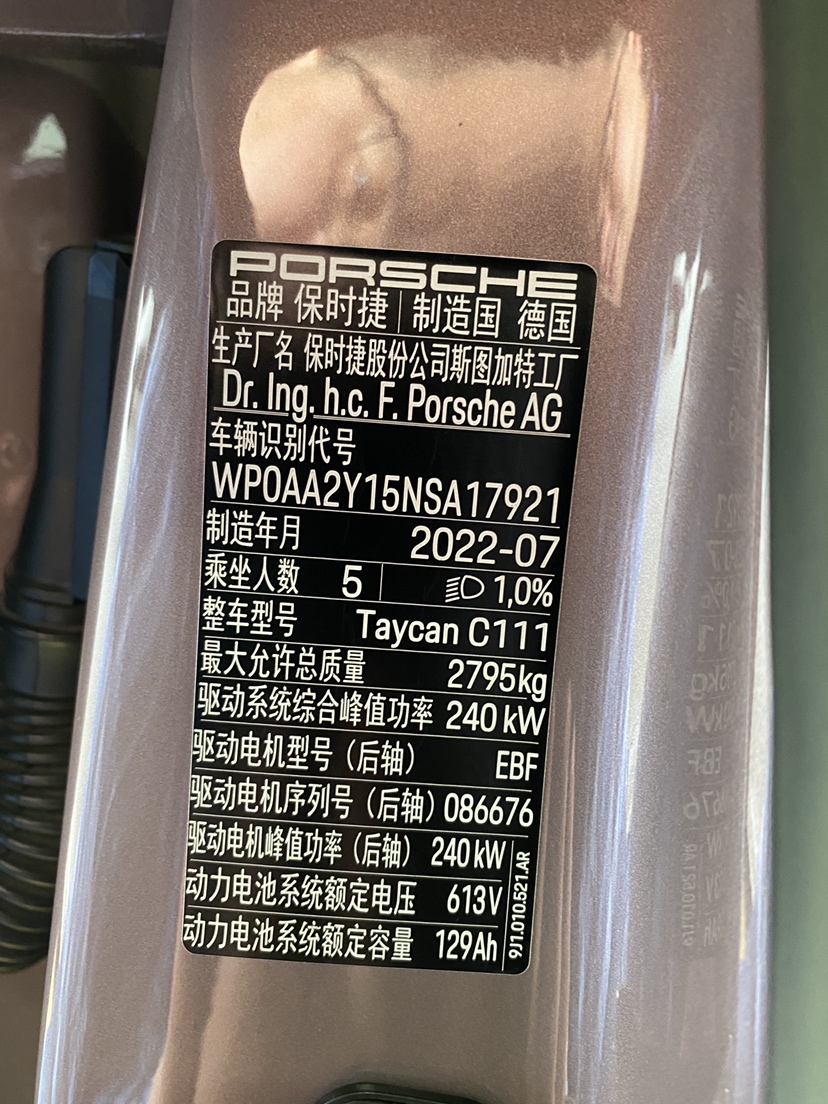 PORSCHE
品牌 保时捷 | 制造国 德国
生产厂名 保时捷股份公司斯图加特工厂
Dr. Ing. h.c. F. Porsche AG
车辆识别代号
WP0AA2Y15NSA17921
制造年月 2022-07
乘坐人数 5 | 1,0%
整车型号 Taycan C111
最大允许总质量 2795kg
驱动系统综合峰值功率 240 kW
驱动电机型号（后轴） EBF
驱动电机序列号（后轴） 086676
驱动电机峰值功率（后轴） 240 kW
动力电池系统额定电压 613V
动力电池系统额定容量 129Ah
9J1.010.521.AR